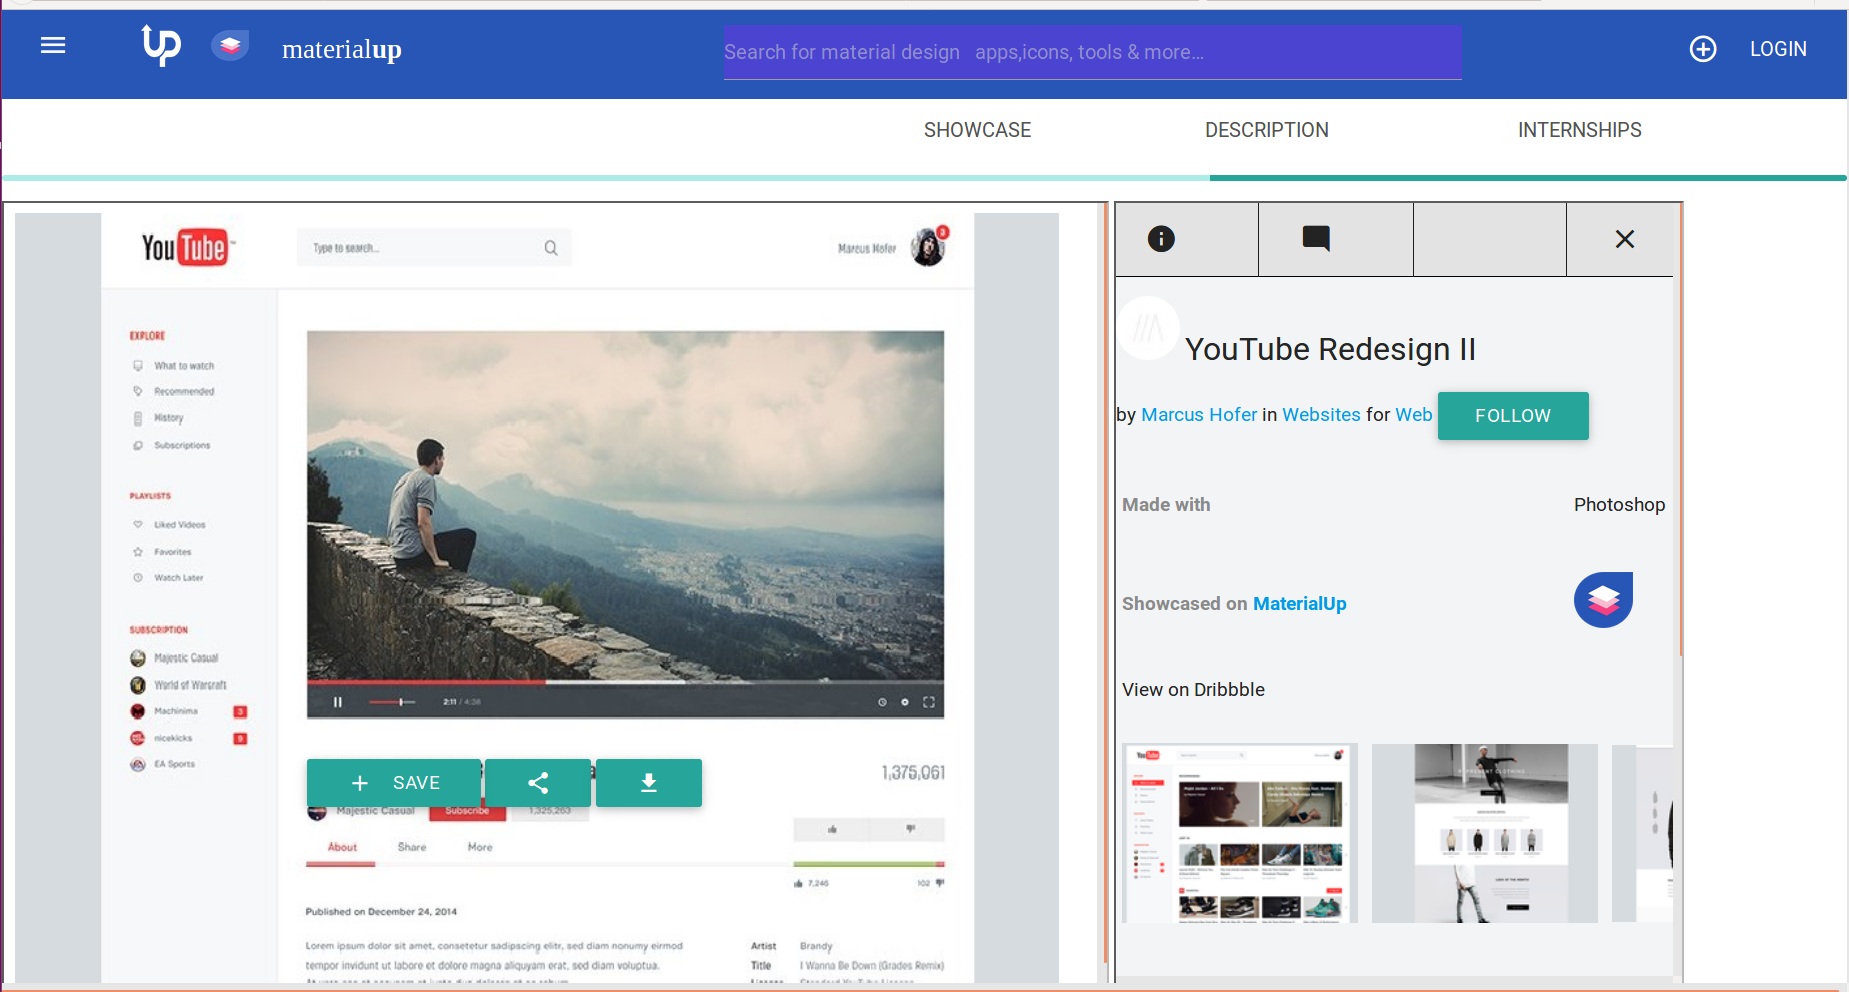 up materialup
Search for material design apps,icons, tools & more...
LOGIN
SHOWCASE DESCRIPTION INTERNSHIPS
YouTube
Type to search...
Marcus Hofer
3
EXPLORE
What to watch
Recommended
History
Subscriptions
PLAYLISTS
Liked Videos
Favorites
Watch Later
SUBSCRIPTION
Majestic Casual
World of Warcraft
Machinima 3
nicekicks 9
EA Sports
2:11 / 4:38
SAVE
1,375,061
Majestic Casual Subscribe 1,325,263
About Share More
7,246 102
Published on December 24, 2014
Lorem ipsum dolor sit amet, consetetur sadipscing elitr, sed diam nonumy eirmod
tempor invidunt ut labore et dolore magna aliquyam erat, sed diam voluptua.
Artist Brandy
Title I Wanna Be Down (Grades Remix)
YouTube Redesign II
by Marcus Hofer in Websites for Web FOLLOW
Made with Photoshop
Showcased on MaterialUp
View on Dribbble